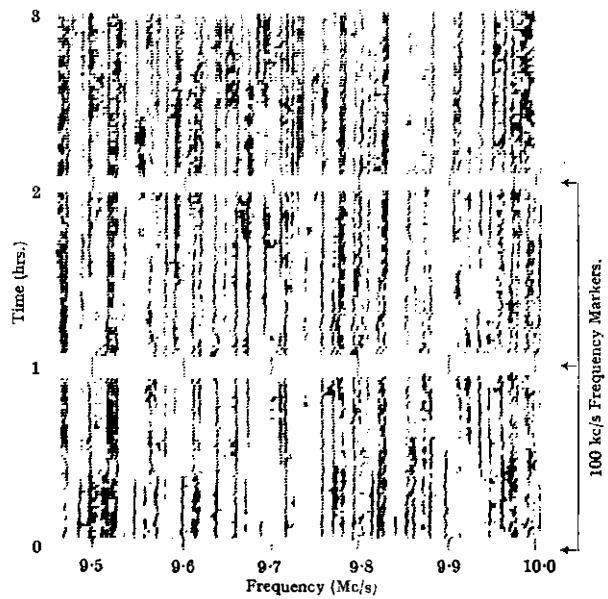 3
2
1
0
Time (hrs.)
9·5 9·6 9·7 9·8 9·9 10·0
Frequency (Mc/s)
100 kc/s Frequency Markers.